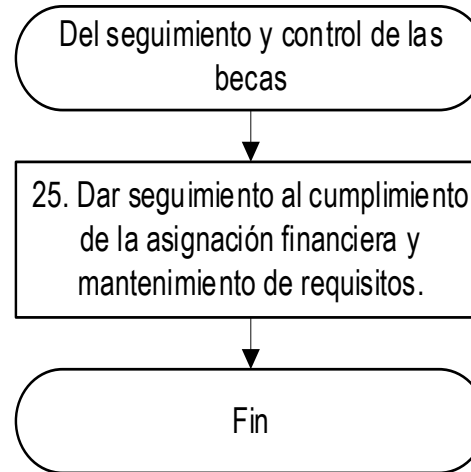 Del seguimiento y control de las
becas
25. Dar seguimiento al cumplimiento
de la asignación financiera y
mantenimiento de requisitos.
Fin